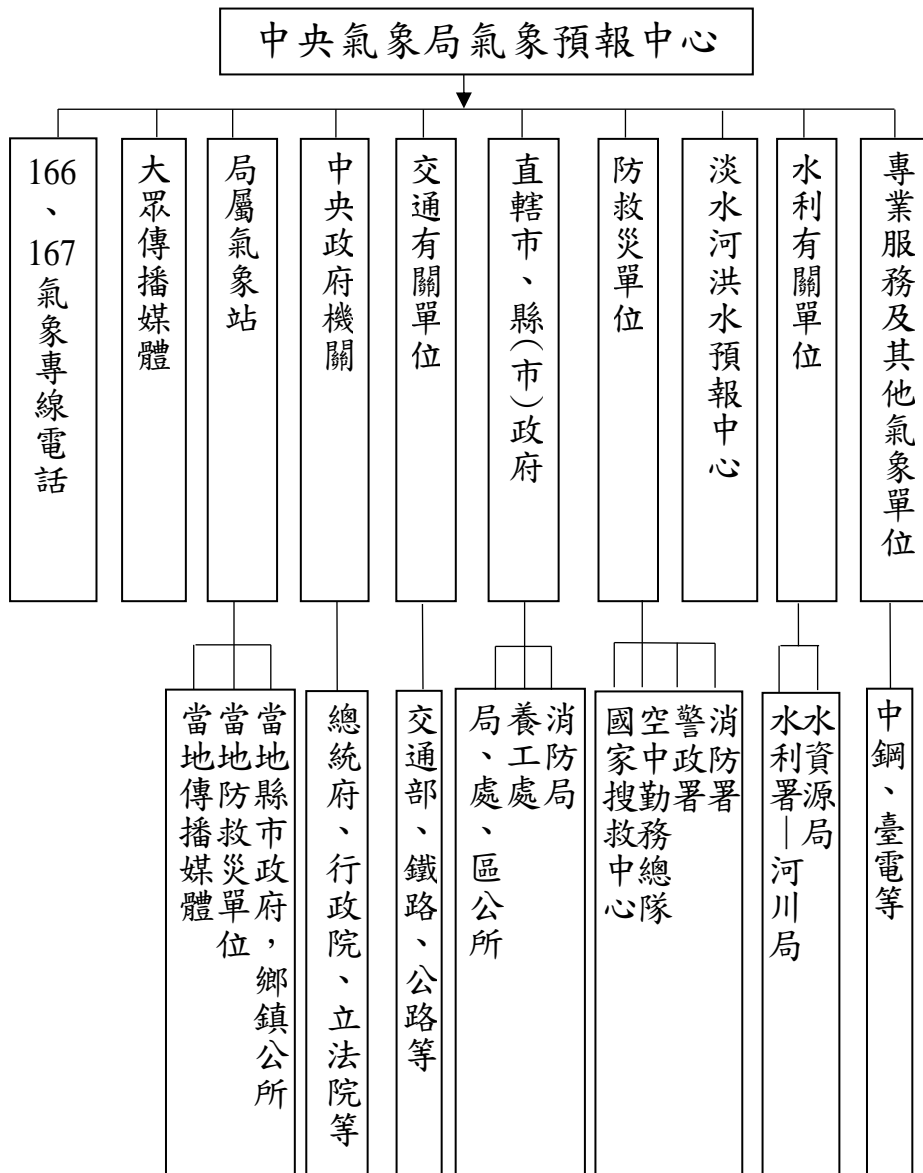 中央氣象局氣象預報中心
166、167氣象專線電話
大眾傳播媒體
局屬氣象站
中央政府機關
交通有關單位
直轄市、縣(市)政府
防救災單位
淡水河洪水預報中心
水利有關單位
專業服務及其他氣象單位
當地縣市政府，鄉鎮公所
當地防救災單位
當地傳播媒體
總統府、行政院、立法院等
交通部、鐵路、公路等
消防局
養工處
局、處、區公所
消防署
警政署
空中勤務總隊
國家搜救中心
水資源局
水利署—河川局
中鋼、臺電等